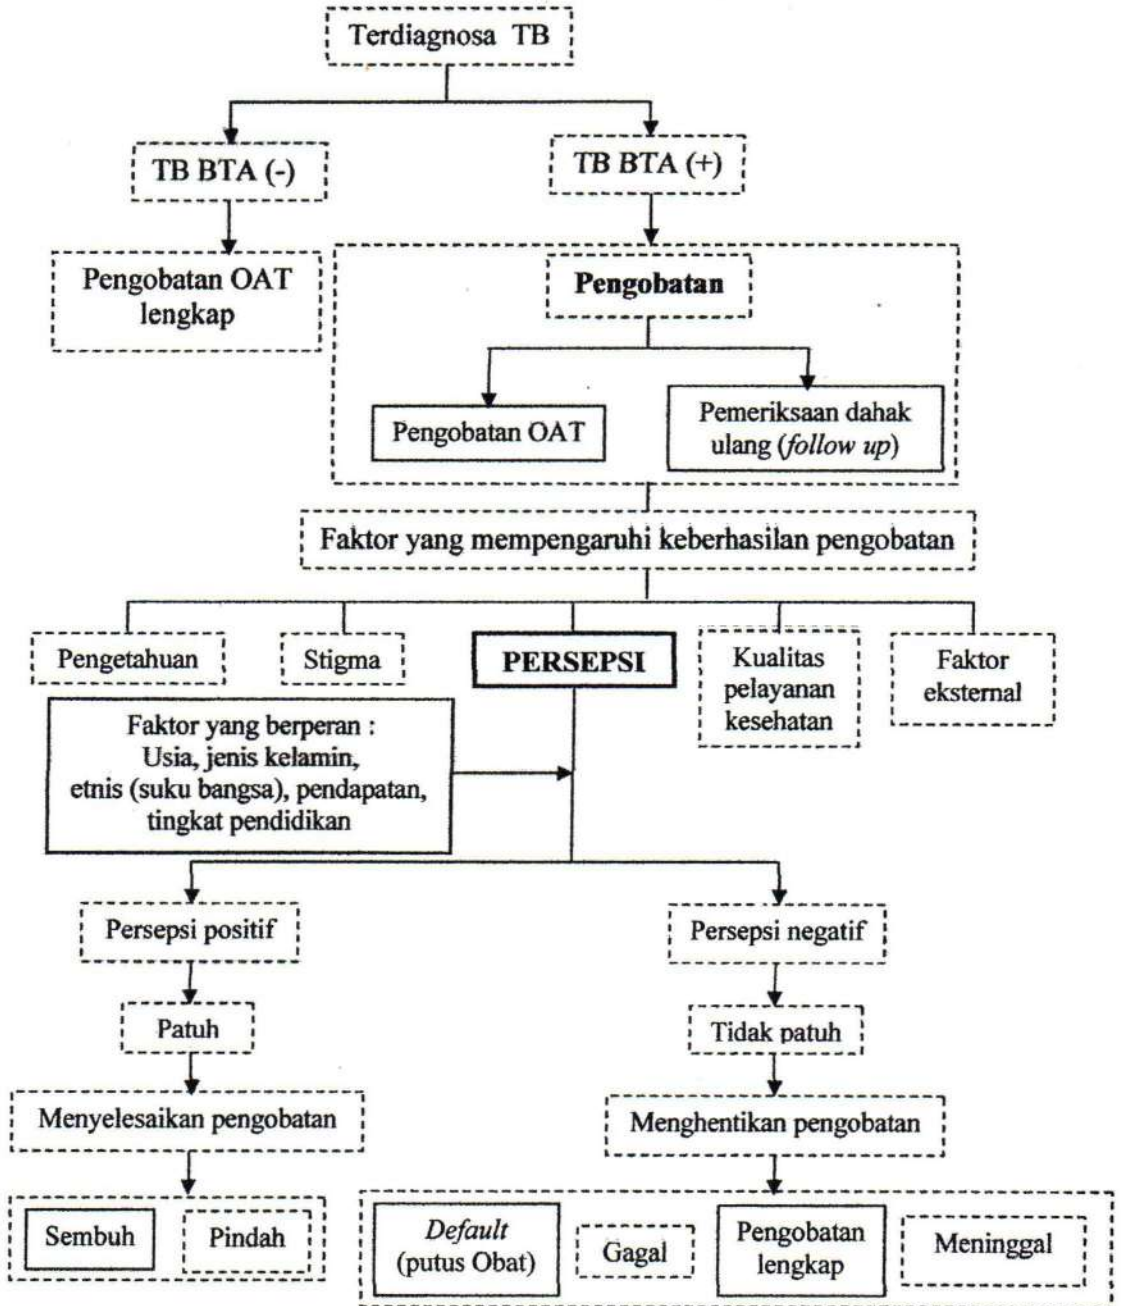 Terdiagnosa TB
TB BTA (-)
TB BTA (+)
Pengobatan OAT
lengkap
Pengobatan
Pengobatan OAT
Pemeriksaan dahak
ulang (follow up)
Faktor yang mempengaruhi keberhasilan pengobatan
Pengetahuan
Stigma
PERSEPSI
Kualitas
pelayanan
kesehatan
Faktor
eksternal
Faktor yang berperan :
Usia, jenis kelamin,
etnis (suku bangsa), pendapatan,
tingkat pendidikan
Persepsi positif
Persepsi negatif
Patuh
Tidak patuh
Menyelesaikan pengobatan
Menghentikan pengobatan
Sembuh
Pindah
Default
(putus Obat)
Gagal
Pengobatan
lengkap
Meninggal